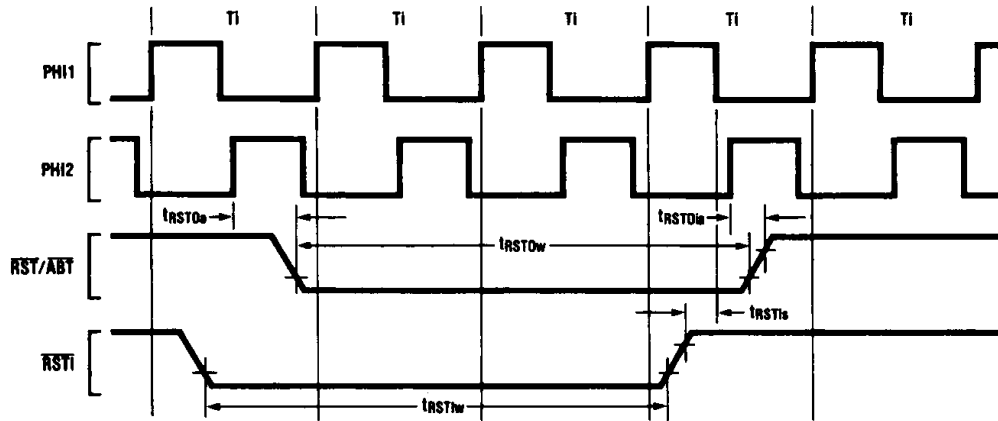 Ti Ti Ti Ti Ti
PHI1
PHI2
tRSTOa tRSTOia
tRSTOw
RST/ABT
tRSTIs
RSTI
tRSTIw